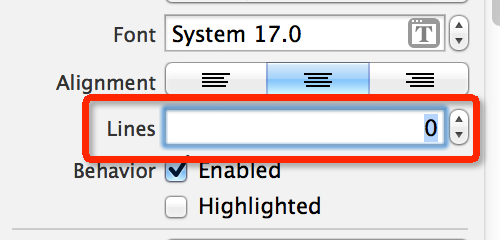 Font System 17.0 T
Alignment
Lines 0
Behavior Enabled
Highlighted